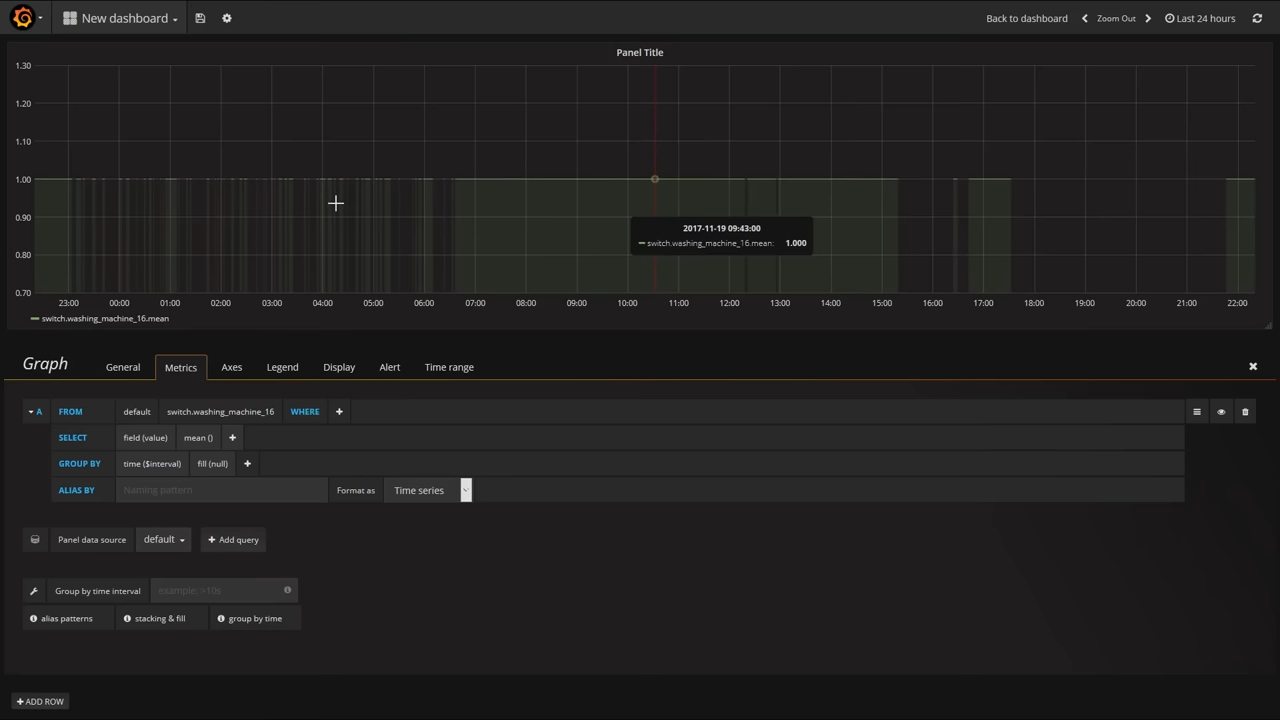 New dashboard
Back to dashboard Zoom Out Last 24 hours
Panel Title
1.30
1.20
1.10
1.00
0.90
0.80
0.70
2017-11-19 09:43:00
switch.washing_machine_16.mean: 1.000
23:00 00:00 01:00 02:00 03:00 04:00 05:00 06:00 07:00 08:00 09:00 10:00 11:00 12:00 13:00 14:00 15:00 16:00 17:00 18:00 19:00 20:00 21:00 22:00
switch.washing_machine_16.mean
Graph General Metrics Axes Legend Display Alert Time range
A FROM default switch.washing_machine_16 WHERE
SELECT field (value) mean ()
GROUP BY time ($interval) fill (null)
ALIAS BY Naming pattern Format as Time series
Panel data source default Add query
Group by time interval example: >10s
alias patterns stacking & fill group by time
ADD ROW